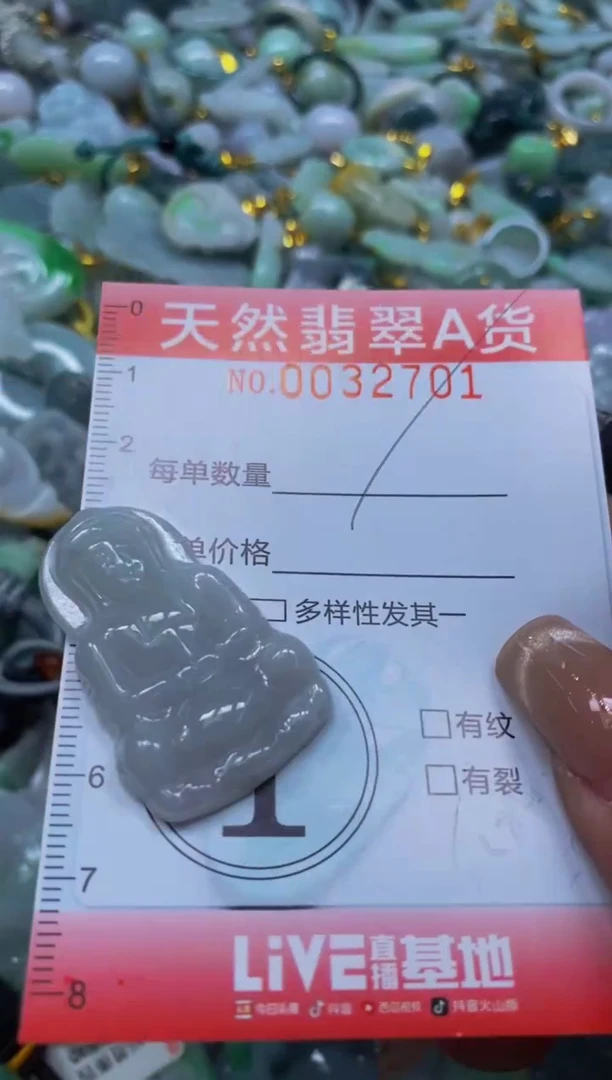 天然翡翠A货
NO.0032701
0
1
2
每单数量
单价格
多样性发其一
有纹
6
有裂
1
7
LiVE直播基地
8
今日头条 抖音 西瓜视频 抖音火山版